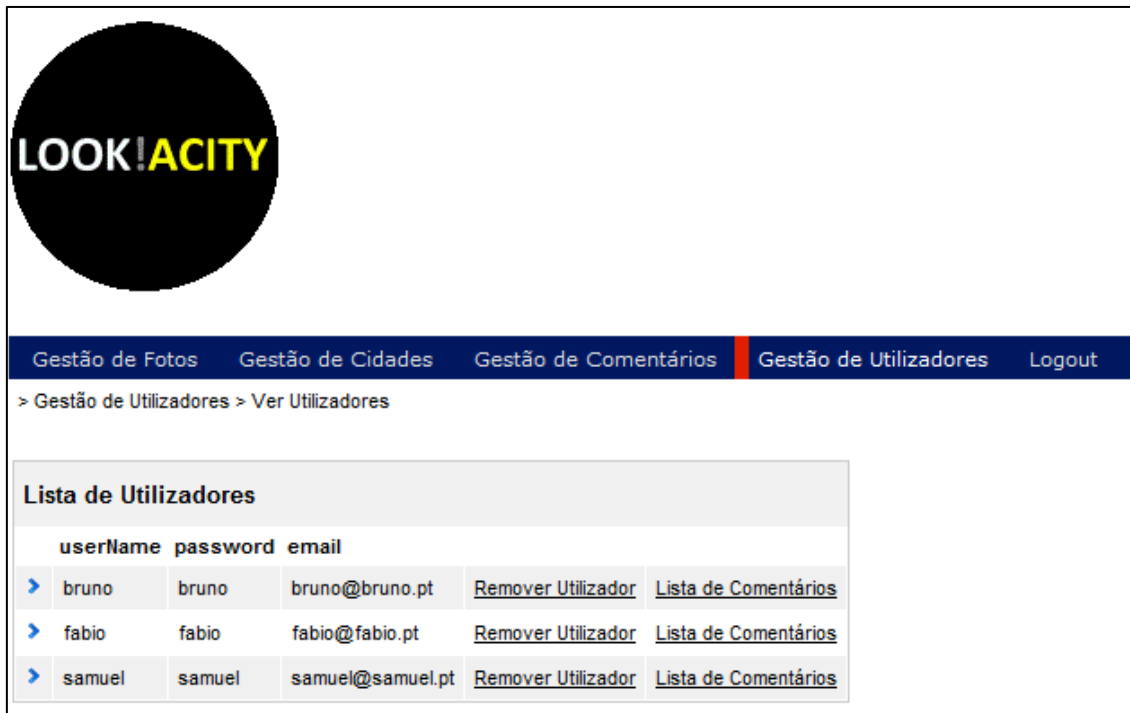 LOOK!ACITY
Gestão de Fotos Gestão de Cidades Gestão de Comentários Gestão de Utilizadores Logout
> Gestão de Utilizadores > Ver Utilizadores
Lista de Utilizadores
userName password email
bruno bruno bruno@bruno.pt Remover Utilizador Lista de Comentários
fabio fabio fabio@fabio.pt Remover Utilizador Lista de Comentários
samuel samuel samuel@samuel.pt Remover Utilizador Lista de Comentários